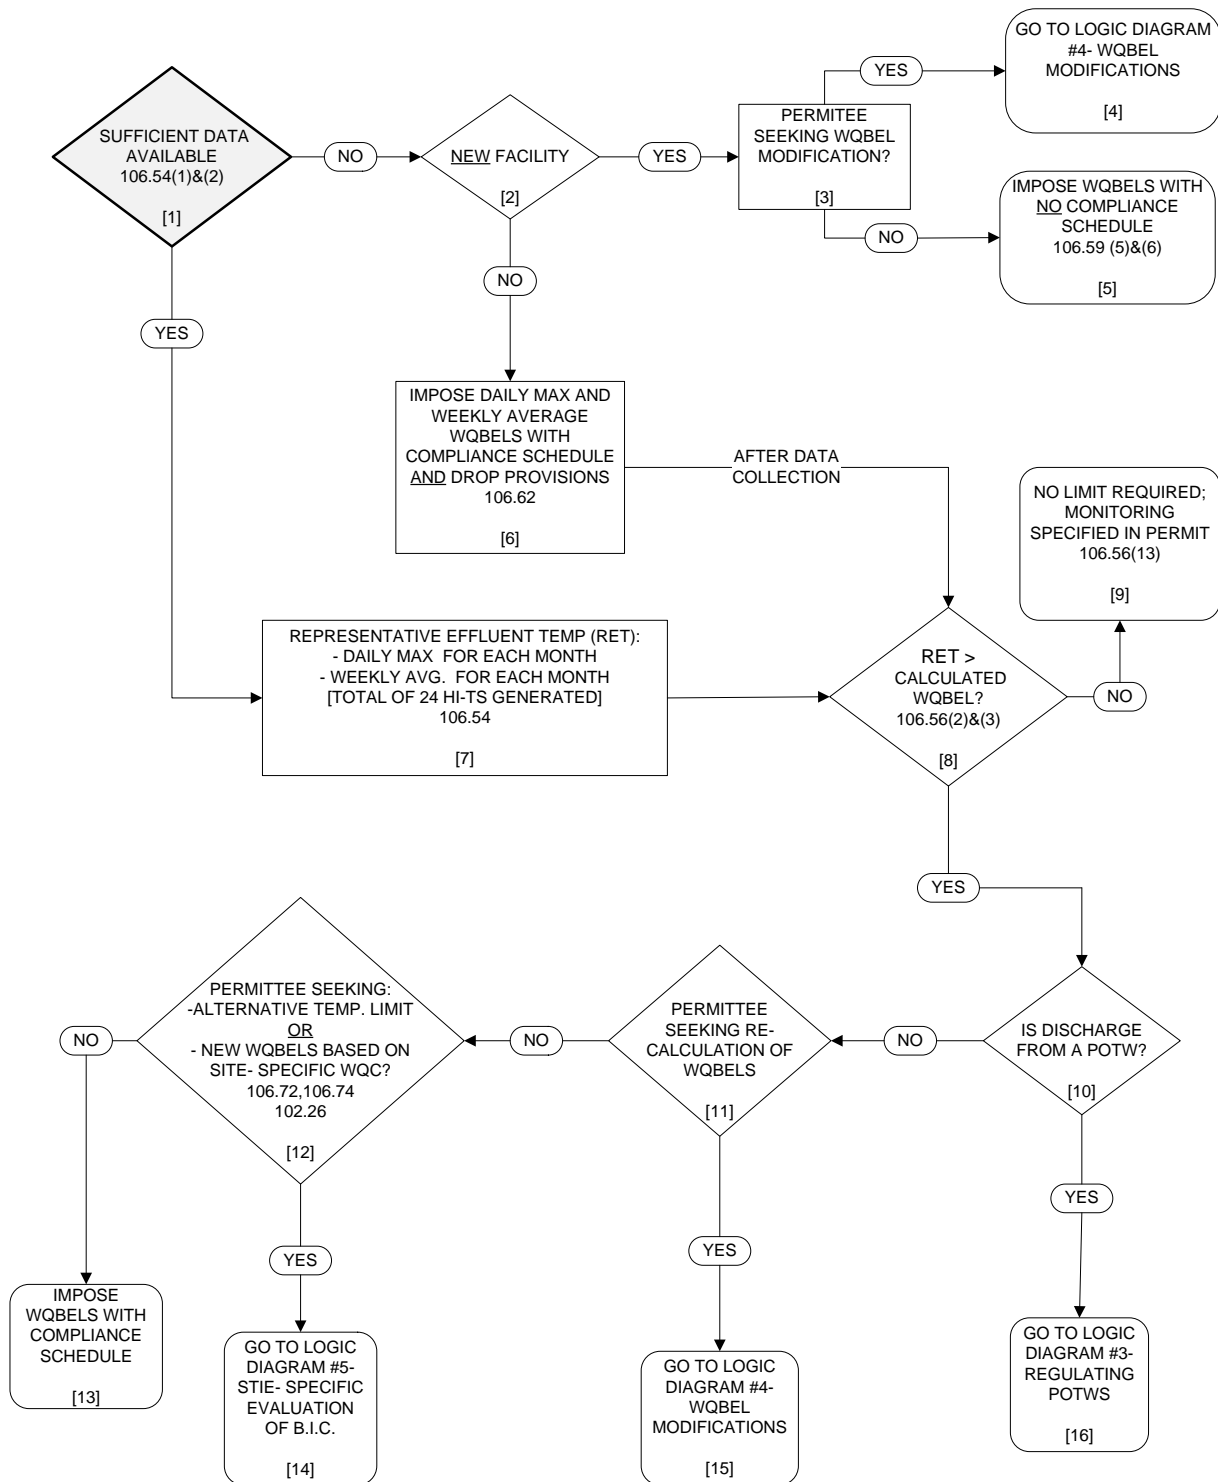 SUFFICIENT DATA
AVAILABLE
106.54(1)&(2)
[1]
NO
NEW FACILITY
[2]
YES
PERMITEE
SEEKING WQBEL
MODIFICATION?
[3]
YES
GO TO LOGIC DIAGRAM
#4- WQBEL
MODIFICATIONS
[4]
NO
IMPOSE WQBELS WITH
NO COMPLIANCE
SCHEDULE
106.59 (5)&(6)
[5]
NO
YES
IMPOSE DAILY MAX AND
WEEKLY AVERAGE
WQBELS WITH
COMPLIANCE SCHEDULE
AND DROP PROVISIONS
106.62
[6]
AFTER DATA
COLLECTION
NO LIMIT REQUIRED;
MONITORING
SPECIFIED IN PERMIT
106.56(13)
[9]
REPRESENTATIVE EFFLUENT TEMP (RET):
- DAILY MAX FOR EACH MONTH
- WEEKLY AVG. FOR EACH MONTH
[TOTAL OF 24 HI-TS GENERATED]
106.54
[7]
RET >
CALCULATED
WQBEL?
106.56(2)&(3)
[8]
NO
YES
IS DISCHARGE
FROM A POTW?
[10]
NO
PERMITTEE
SEEKING RE-
CALCULATION OF
WQBELS
[11]
NO
PERMITTEE SEEKING:
-ALTERNATIVE TEMP. LIMIT
OR
- NEW WQBELS BASED ON
SITE- SPECIFIC WQC?
106.72,106.74
102.26
[12]
NO
YES
YES
YES
IMPOSE
WQBELS WITH
COMPLIANCE
SCHEDULE
[13]
GO TO LOGIC
DIAGRAM #5-
STIE- SPECIFIC
EVALUATION
OF B.I.C.
[14]
GO TO LOGIC
DIAGRAM #4-
WQBEL
MODIFICATIONS
[15]
GO TO LOGIC
DIAGRAM #3-
REGULATING
POTWS
[16]